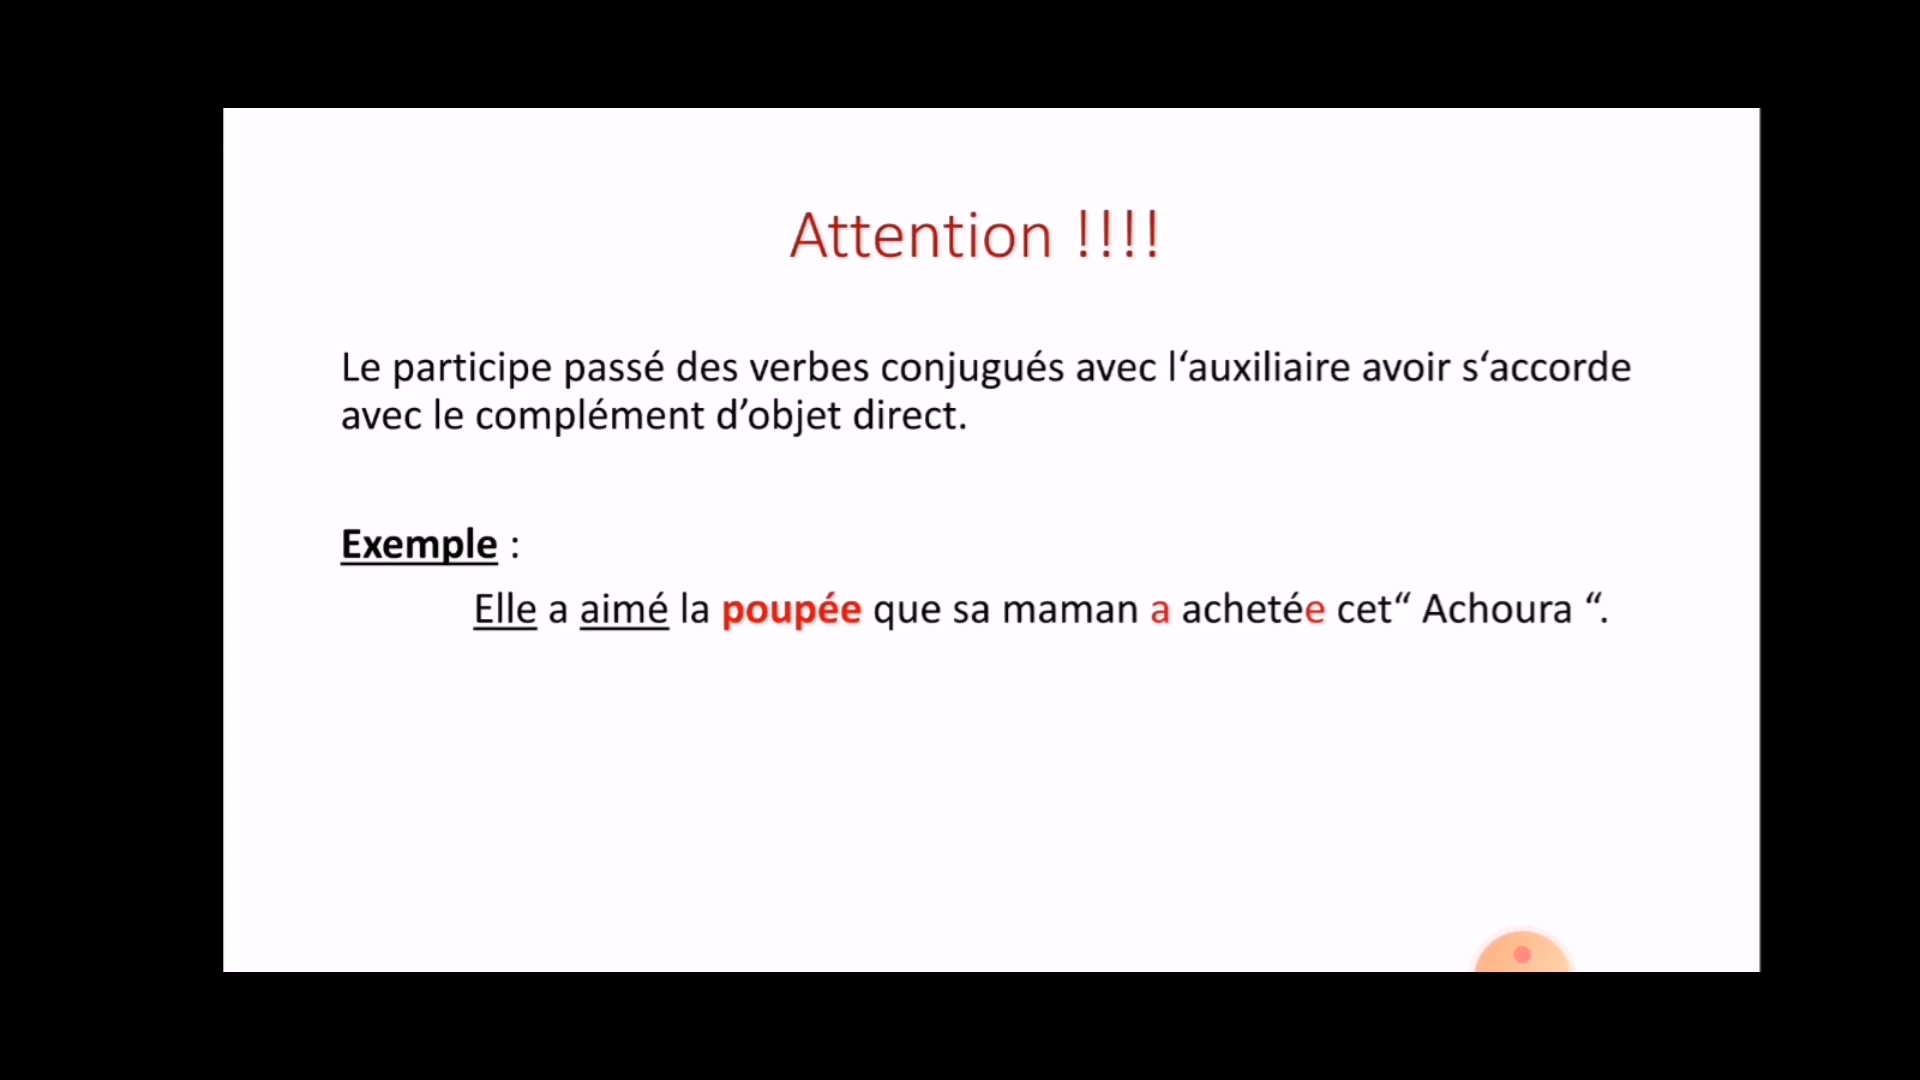 Attention !!!!
Le participe passé des verbes conjugués avec l‘auxiliaire avoir s‘accorde
avec le complément d’objet direct.
Exemple :
Elle a aimé la poupée que sa maman a achetée cet“ Achoura “.